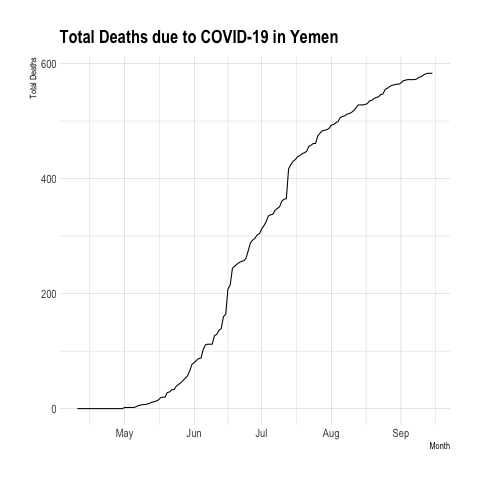 Total Deaths due to COVID-19 in Yemen
Total Deaths
600
400
200
0
May Jun Jul Aug Sep
Month